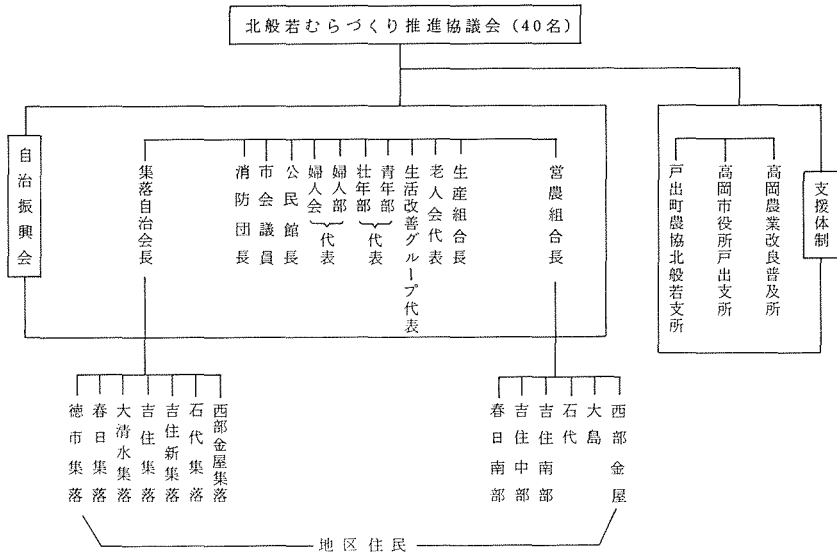 北般若むらづくり推進協議会(40名)
自治振興会
集落自治会長
消防団長
市会議員
公民館長
婦人会
婦人部
代表
壮年部
青年部
代表
生活改善グループ代表
老人会代表
生産組合長
営農組合長
戸出町農協北般若支所
高岡市役所戸出支所
高岡農業改良普及所
支援体制
徳市集落
春日集落
大清水集落
吉住集落
吉住新集落
石代集落
西部金屋集落
春日南部
吉住中部
吉住南部
石代
大島
西部金屋
地区住民